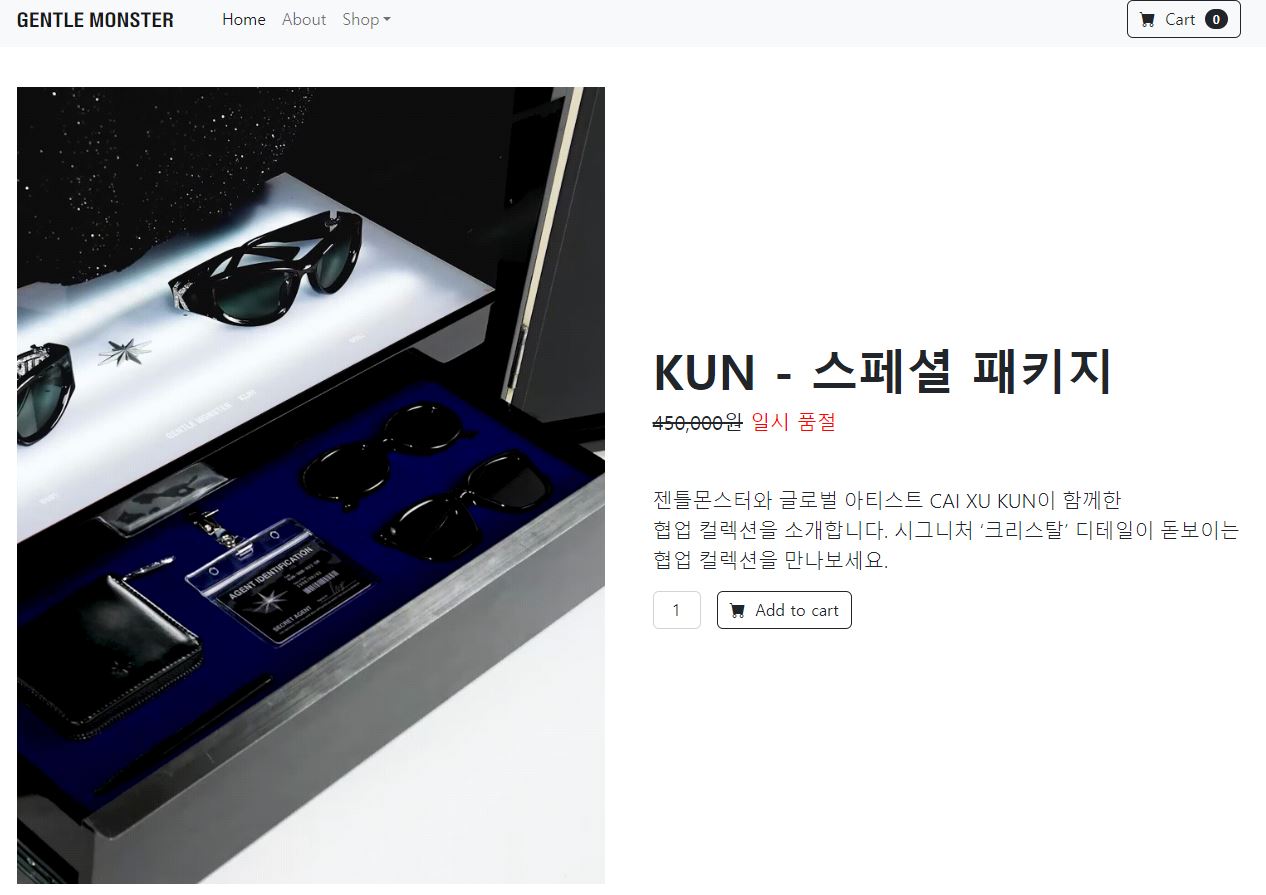 GENTLE MONSTER Home About Shop Cart 0
GENTLE MONSTER KUN
AGENT IDENTIFICATION
SECRET AGENT
KUN - 스페셜 패키지
450,000원 일시 품절
젠틀몬스터와 글로벌 아티스트 CAI XU KUN이 함께한
협업 컬렉션을 소개합니다. 시그니처 ‘크리스탈’ 디테일이 돋보이는
협업 컬렉션을 만나보세요.
1 Add to cart